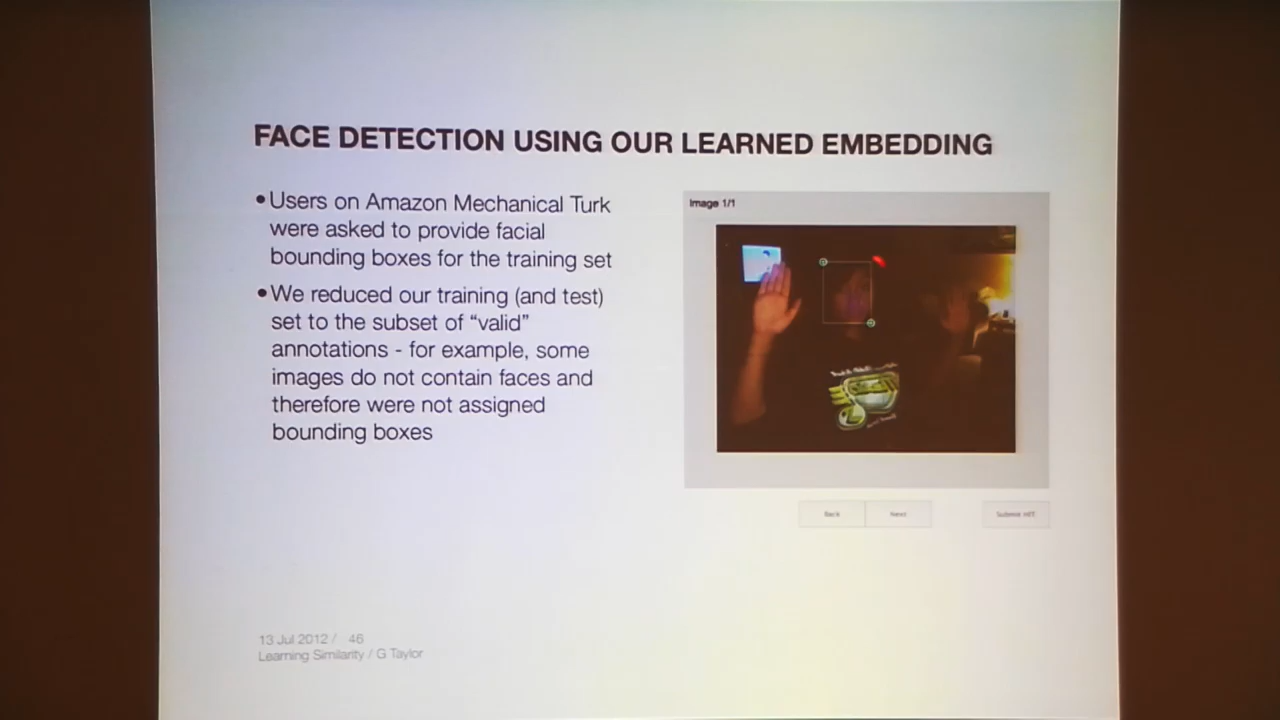 FACE DETECTION USING OUR LEARNED EMBEDDING
•Users on Amazon Mechanical Turk
were asked to provide facial
bounding boxes for the training set
•We reduced our training (and test)
set to the subset of “valid”
annotations - for example, some
images do not contain faces and
therefore were not assigned
bounding boxes
Image 1/1
Back
Next
Submit HIT
13 Jul 2012 / 46
Learning Similarity / G Taylor